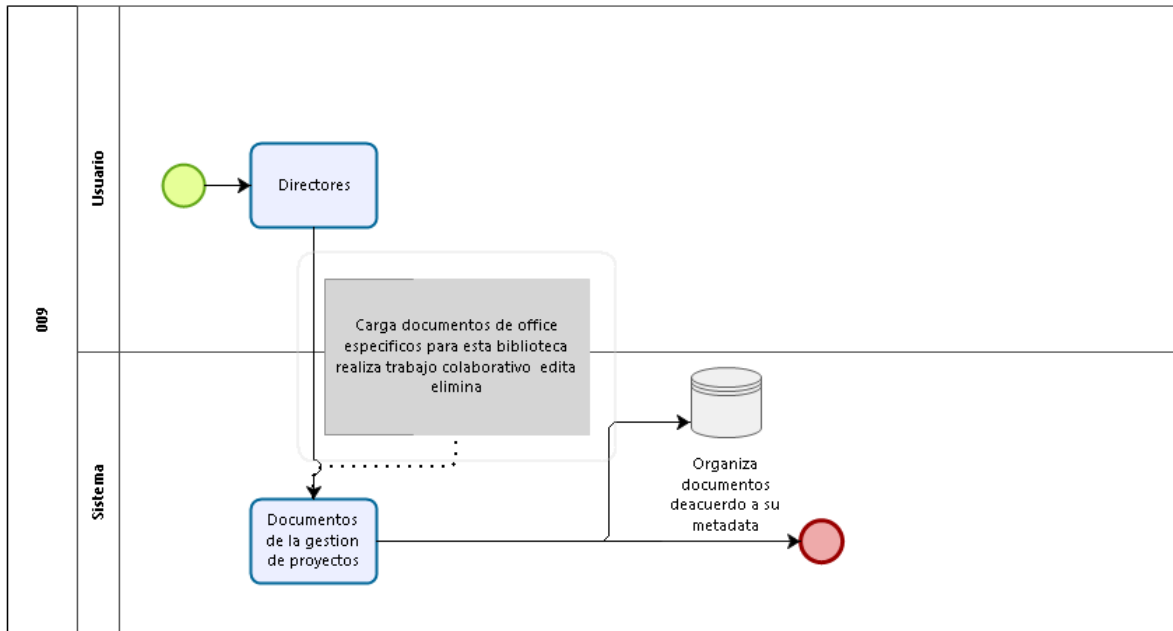 009
Usuario
Sistema
Directores
Carga documentos de office
especificos para esta biblioteca
realiza trabajo colaborativo edita
elimina
Organiza
documentos
deacuerdo a su
metadata
Documentos
de la gestion
de proyectos